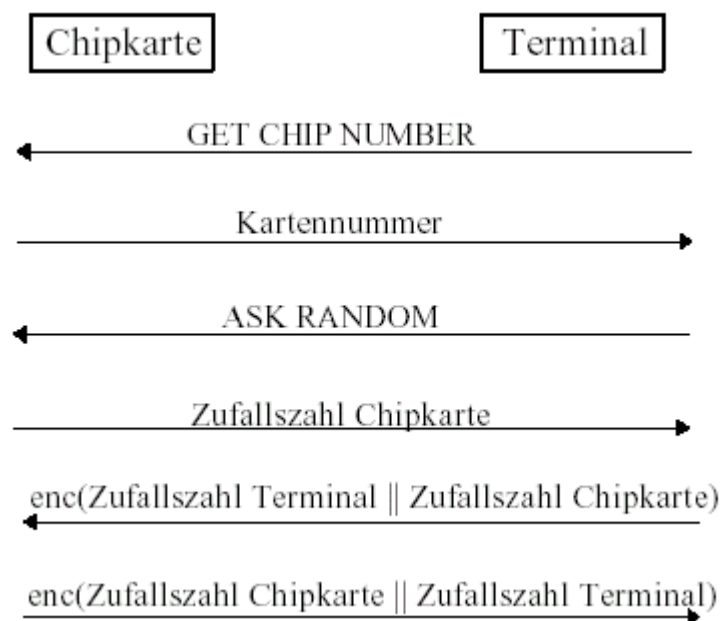 Chipkarte
Terminal
GET CHIP NUMBER
Kartennummer
ASK RANDOM
Zufallszahl Chipkarte
enc(Zufallszahl Terminal || Zufallszahl Chipkarte)
enc(Zufallszahl Chipkarte || Zufallszahl Terminal)